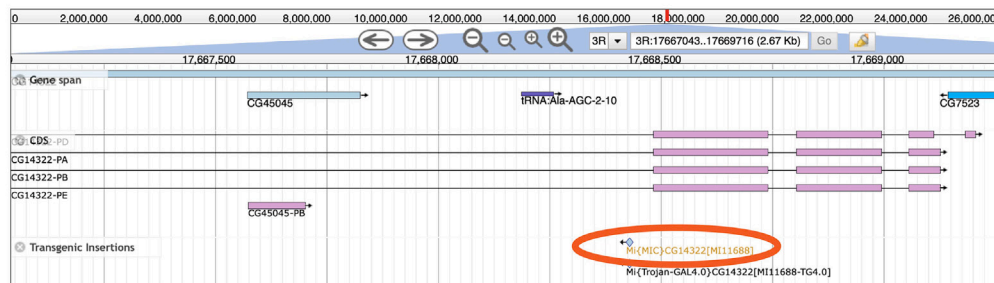 0 2,000,000 4,000,000 6,000,000 8,000,000 10,000,000 12,000,000 14,000,000 16,000,000 18,000,000 20,000,000 22,000,000 24,000,000 26,000,0
3R 3R:17667043..17669716 (2.67 Kb) Go
17,667,500 17,668,000 17,668,500 17,669,000
Gene span
CG45045 tRNA:Ala-AGC-2-10 CG7523
CDS
CG14322-PD
CG14322-PA
CG14322-PB
CG14322-PE
CG45045-PB
Transgenic Insertions
Mi{MIC}CG14322[MI11688]
Mi{Trojan-GAL4.0}CG14322[MI11688-TG4.0]